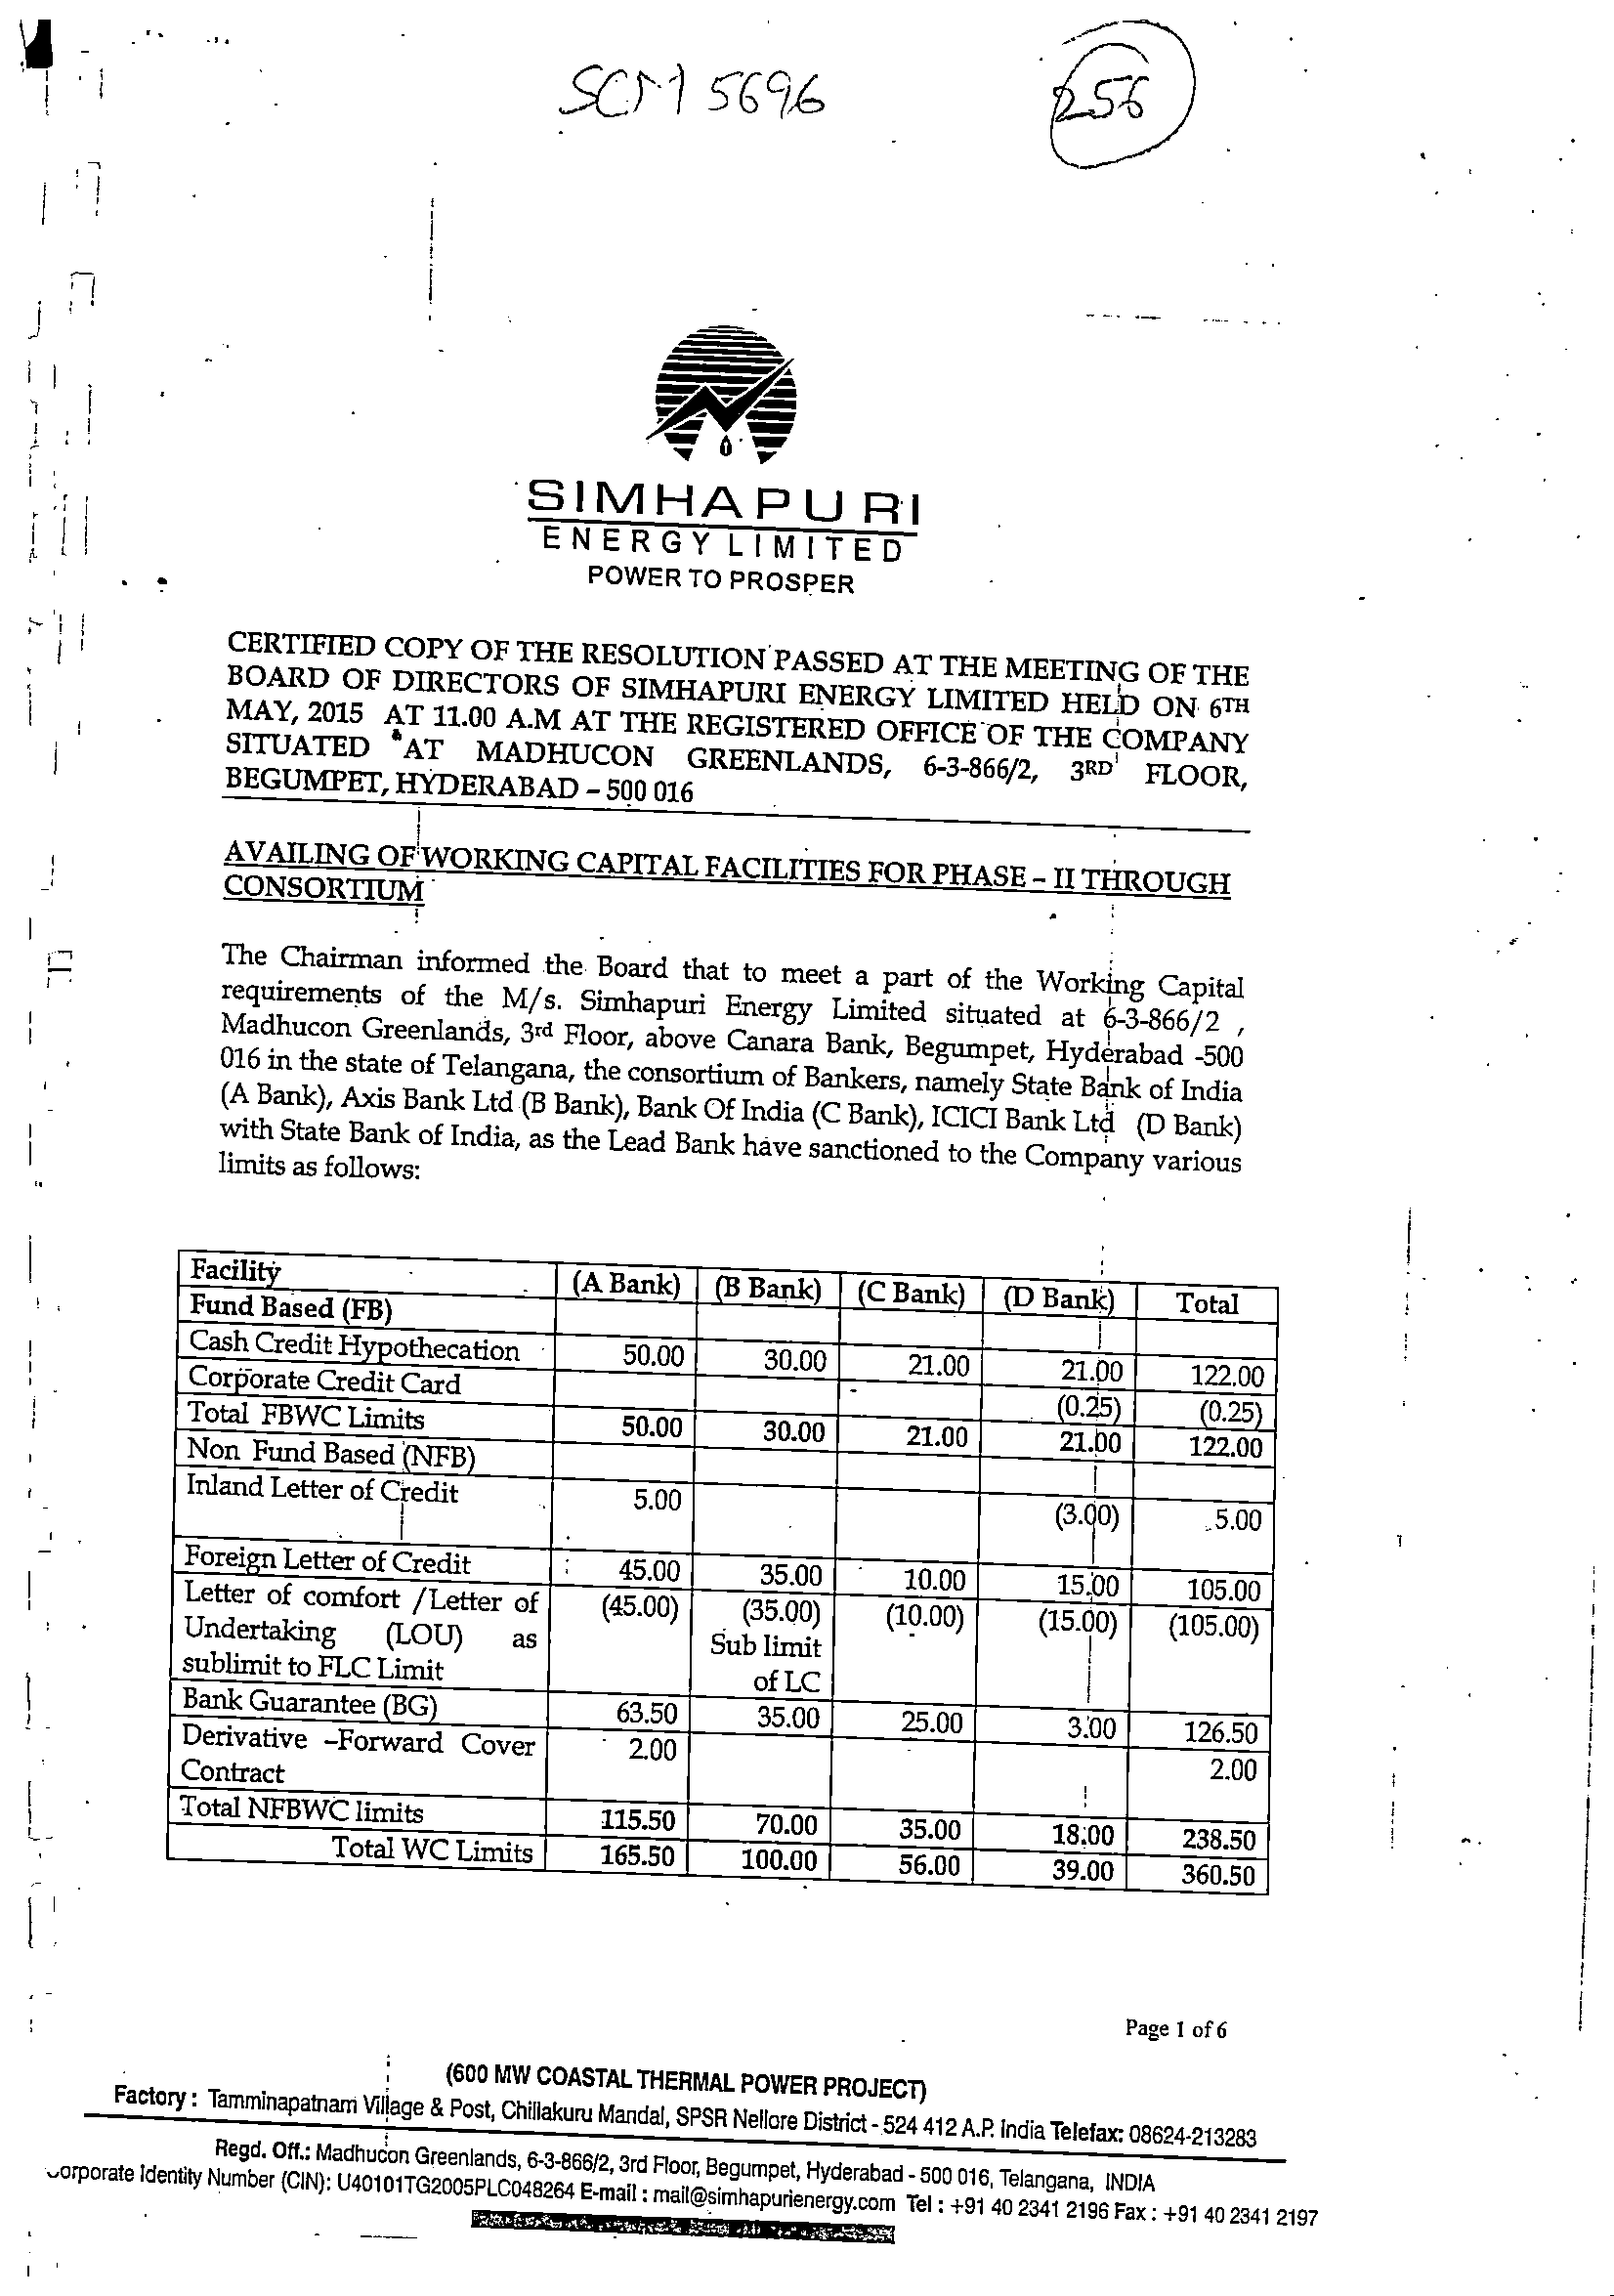 SCM 5696
256
SIMHAPURI
ENERGY LIMITED
POWER TO PROSPER
CERTIFIED COPY OF THE RESOLUTION PASSED AT THE MEETING OF THE
BOARD OF DIRECTORS OF SIMHAPURI ENERGY LIMITED HELD ON 6TH
MAY, 2015 AT 11.00 A.M AT THE REGISTERED OFFICE OF THE COMPANY
SITUATED AT MADHUCON GREENLANDS, 6-3-866/2, 3RD FLOOR,
BEGUMPET, HYDERABAD – 500 016
AVAILING OF WORKING CAPITAL FACILITIES FOR PHASE – II THROUGH
CONSORTIUM
The Chairman informed the Board that to meet a part of the Working Capital
requirements of the M/s. Simhapuri Energy Limited situated at 6-3-866/2 ,
Madhucon Greenlands, 3rd Floor, above Canara Bank, Begumpet, Hyderabad -500
016 in the state of Telangana, the consortium of Bankers, namely State Bank of India
(A Bank), Axis Bank Ltd (B Bank), Bank Of India (C Bank), ICICI Bank Ltd (D Bank)
with State Bank of India, as the Lead Bank have sanctioned to the Company various
limits as follows:
Facility (A Bank) (B Bank) (C Bank) (D Bank) Total
Fund Based (FB)
Cash Credit Hypothecation 50.00 30.00 21.00 21.00 122.00
Corporate Credit Card (0.25) (0.25)
Total FBWC Limits 50.00 30.00 21.00 21.00 122.00
Non Fund Based (NFB)
Inland Letter of Credit 5.00 (3.00) 5.00
Foreign Letter of Credit 45.00 35.00 10.00 15.00 105.00
Letter of comfort /Letter of (45.00) (35.00) (10.00) (15.00) (105.00)
Undertaking (LOU) as Sub limit
sublimit to FLC Limit of LC
Bank Guarantee (BG) 63.50 35.00 25.00 3.00 126.50
Derivative –Forward Cover 2.00 2.00
Contract
Total NFBWC limits 115.50 70.00 35.00 18.00 238.50
Total WC Limits 165.50 100.00 56.00 39.00 360.50
Page 1 of 6
(600 MW COASTAL THERMAL POWER PROJECT)
Factory : Tamminapatnam Village & Post, Chillakuru Mandal, SPSR Nellore District - 524 412 A.P. India Telefax: 08624-213283
Regd. Off.: Madhucon Greenlands, 6-3-866/2, 3rd Floor, Begumpet, Hyderabad - 500 016, Telangana, INDIA
Corporate Identity Number (CIN): U40101TG2005PLC048264 E-mail : mail@simhapurienergy.com Tel : +91 40 2341 2196 Fax : +91 40 2341 2197